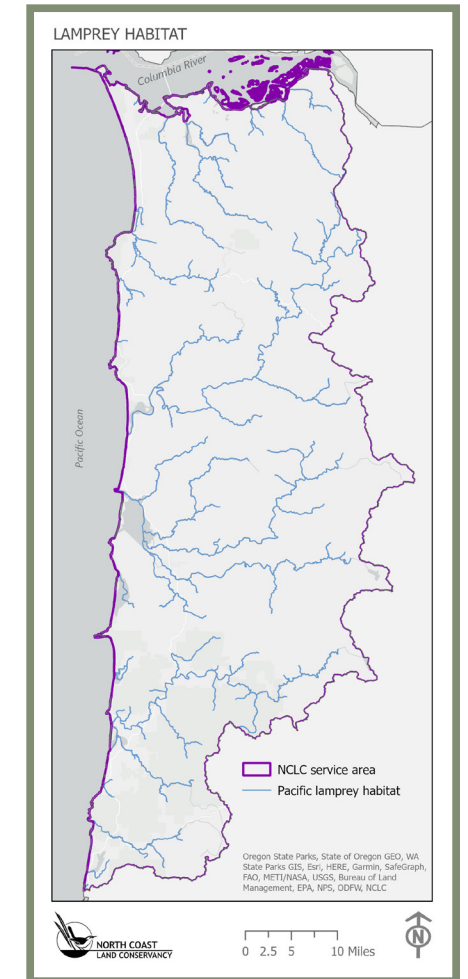 LAMPREY HABITAT
Columbia River
Pacific Ocean
NCLC service area
Pacific lamprey habitat
Oregon State Parks, State of Oregon GEO, WA
State Parks GIS, Esri, HERE, Garmin, SafeGraph,
FAO, METI/NASA, USGS, Bureau of Land
Management, EPA, NPS, ODFW, NCLC
NORTH COAST
LAND CONSERVANCY
0 2.5 5 10 Miles
N